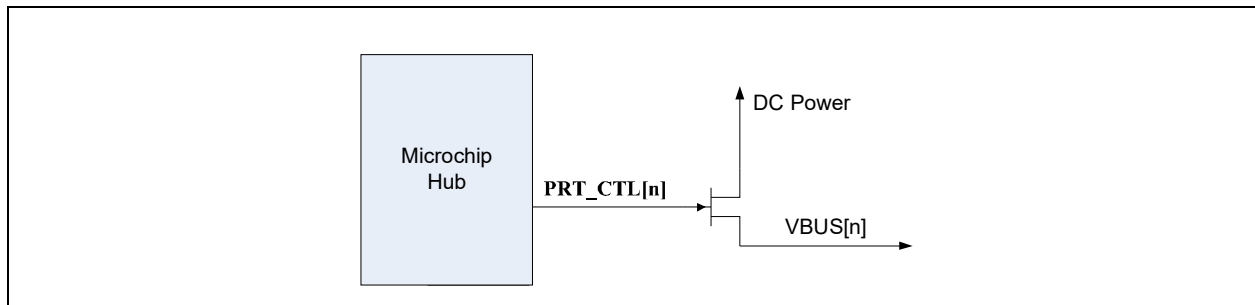 DC Power
Microchip
Hub
PRT_CTL[n]
VBUS[n]